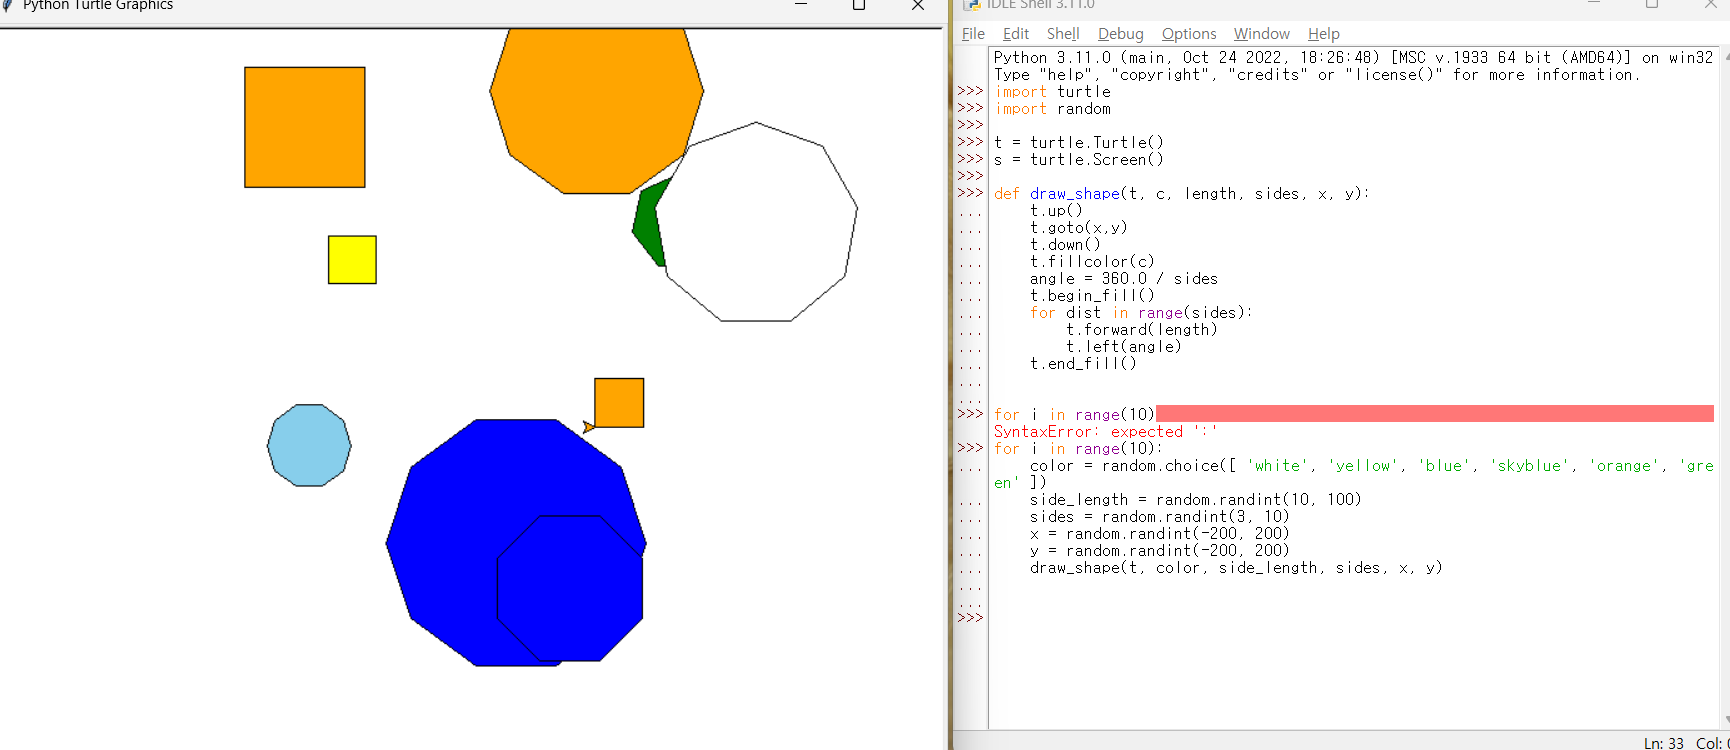 Python Turtle Graphics
IDLE Shell 3.11.0
File Edit Shell Debug Options Window Help
Python 3.11.0 (main, Oct 24 2022, 18:26:48) [MSC v.1933 64 bit (AMD64)] on win32
Type "help", "copyright", "credits" or "license()" for more information.
>>> import turtle
>>> import random
>>>
>>> t = turtle.Turtle()
>>> s = turtle.Screen()
>>>
>>> def draw_shape(t, c, length, sides, x, y):
...     t.up()
...     t.goto(x,y)
...     t.down()
...     t.fillcolor(c)
...     angle = 360.0 / sides
...     t.begin_fill()
...     for dist in range(sides):
...         t.forward(length)
...         t.left(angle)
...     t.end_fill()
...
...
>>> for i in range(10)
SyntaxError: expected ':'
>>> for i in range(10):
...     color = random.choice([ 'white', 'yellow', 'blue', 'skyblue', 'orange', 'gre
en' ])
...     side_length = random.randint(10, 100)
...     sides = random.randint(3, 10)
...     x = random.randint(-200, 200)
...     y = random.randint(-200, 200)
...     draw_shape(t, color, side_length, sides, x, y)
...
...
>>>
Ln: 33 Col: